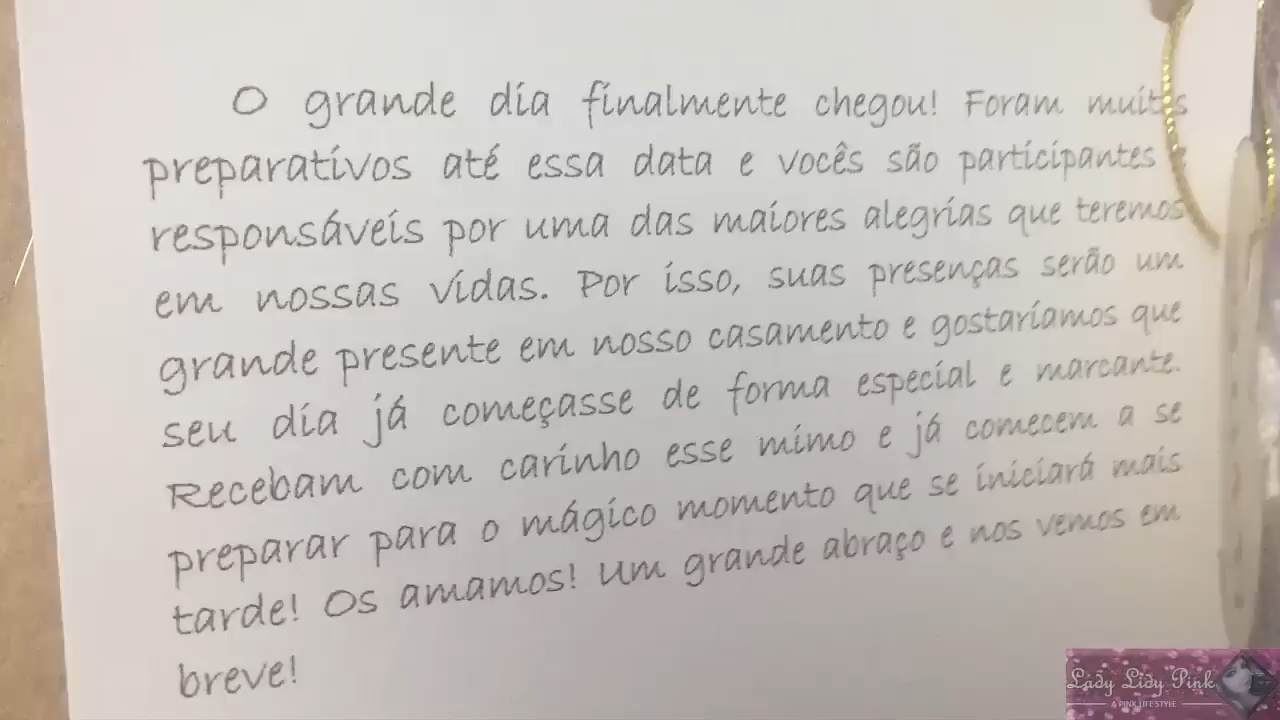 O grande dia finalmente chegou! Foram muitos
preparativos até essa data e vocês são participantes
responsáveis por uma das maiores alegrias que teremos
em nossas vidas. Por isso, suas presenças serão um
grande presente em nosso casamento e gostaríamos que
seu dia já começasse de forma especial e marcante.
Recebam com carinho esse mimo e já comecem a se
preparar para o mágico momento que se iniciará mais
tarde! Os amamos! Um grande abraço e nos vemos em
breve!
Lady Lidy Pink
A PINK LIFE STYLE